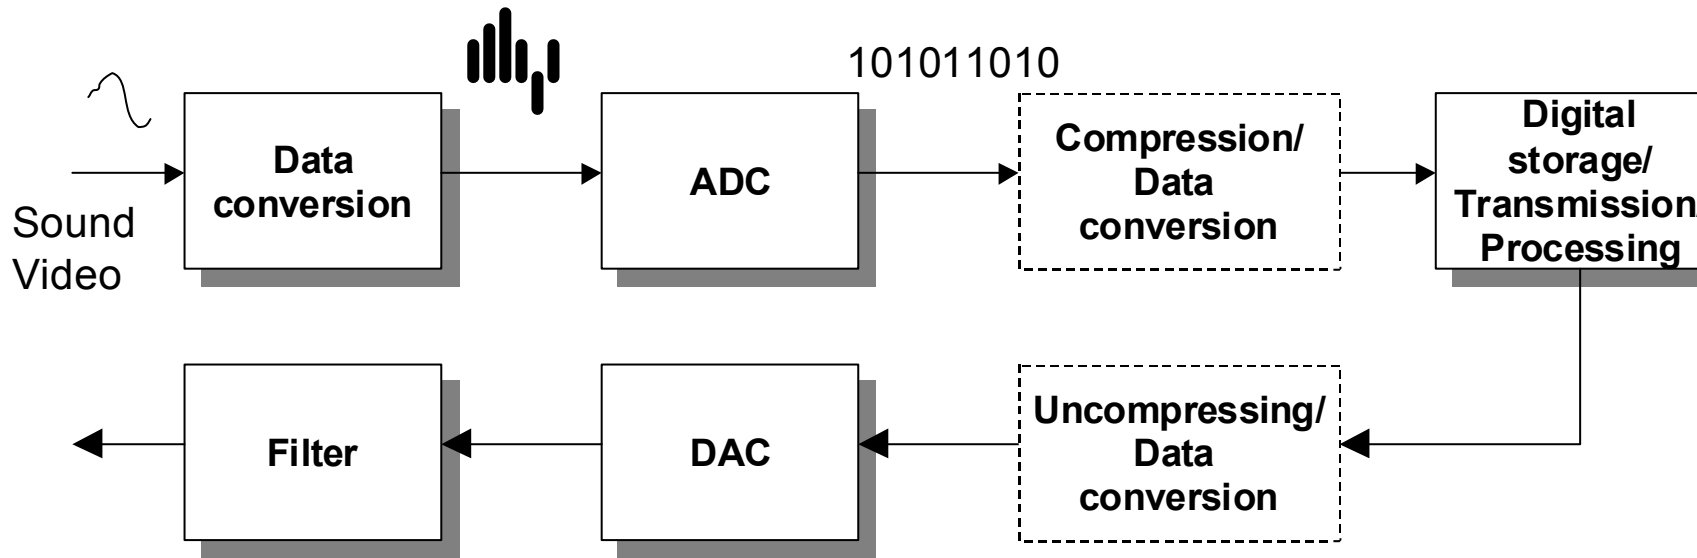 101011010
Sound
Video
Data
conversion
ADC
Compression/
Data
conversion
Digital
storage/
Transmission/
Processing
Filter
DAC
Uncompressing/
Data
conversion